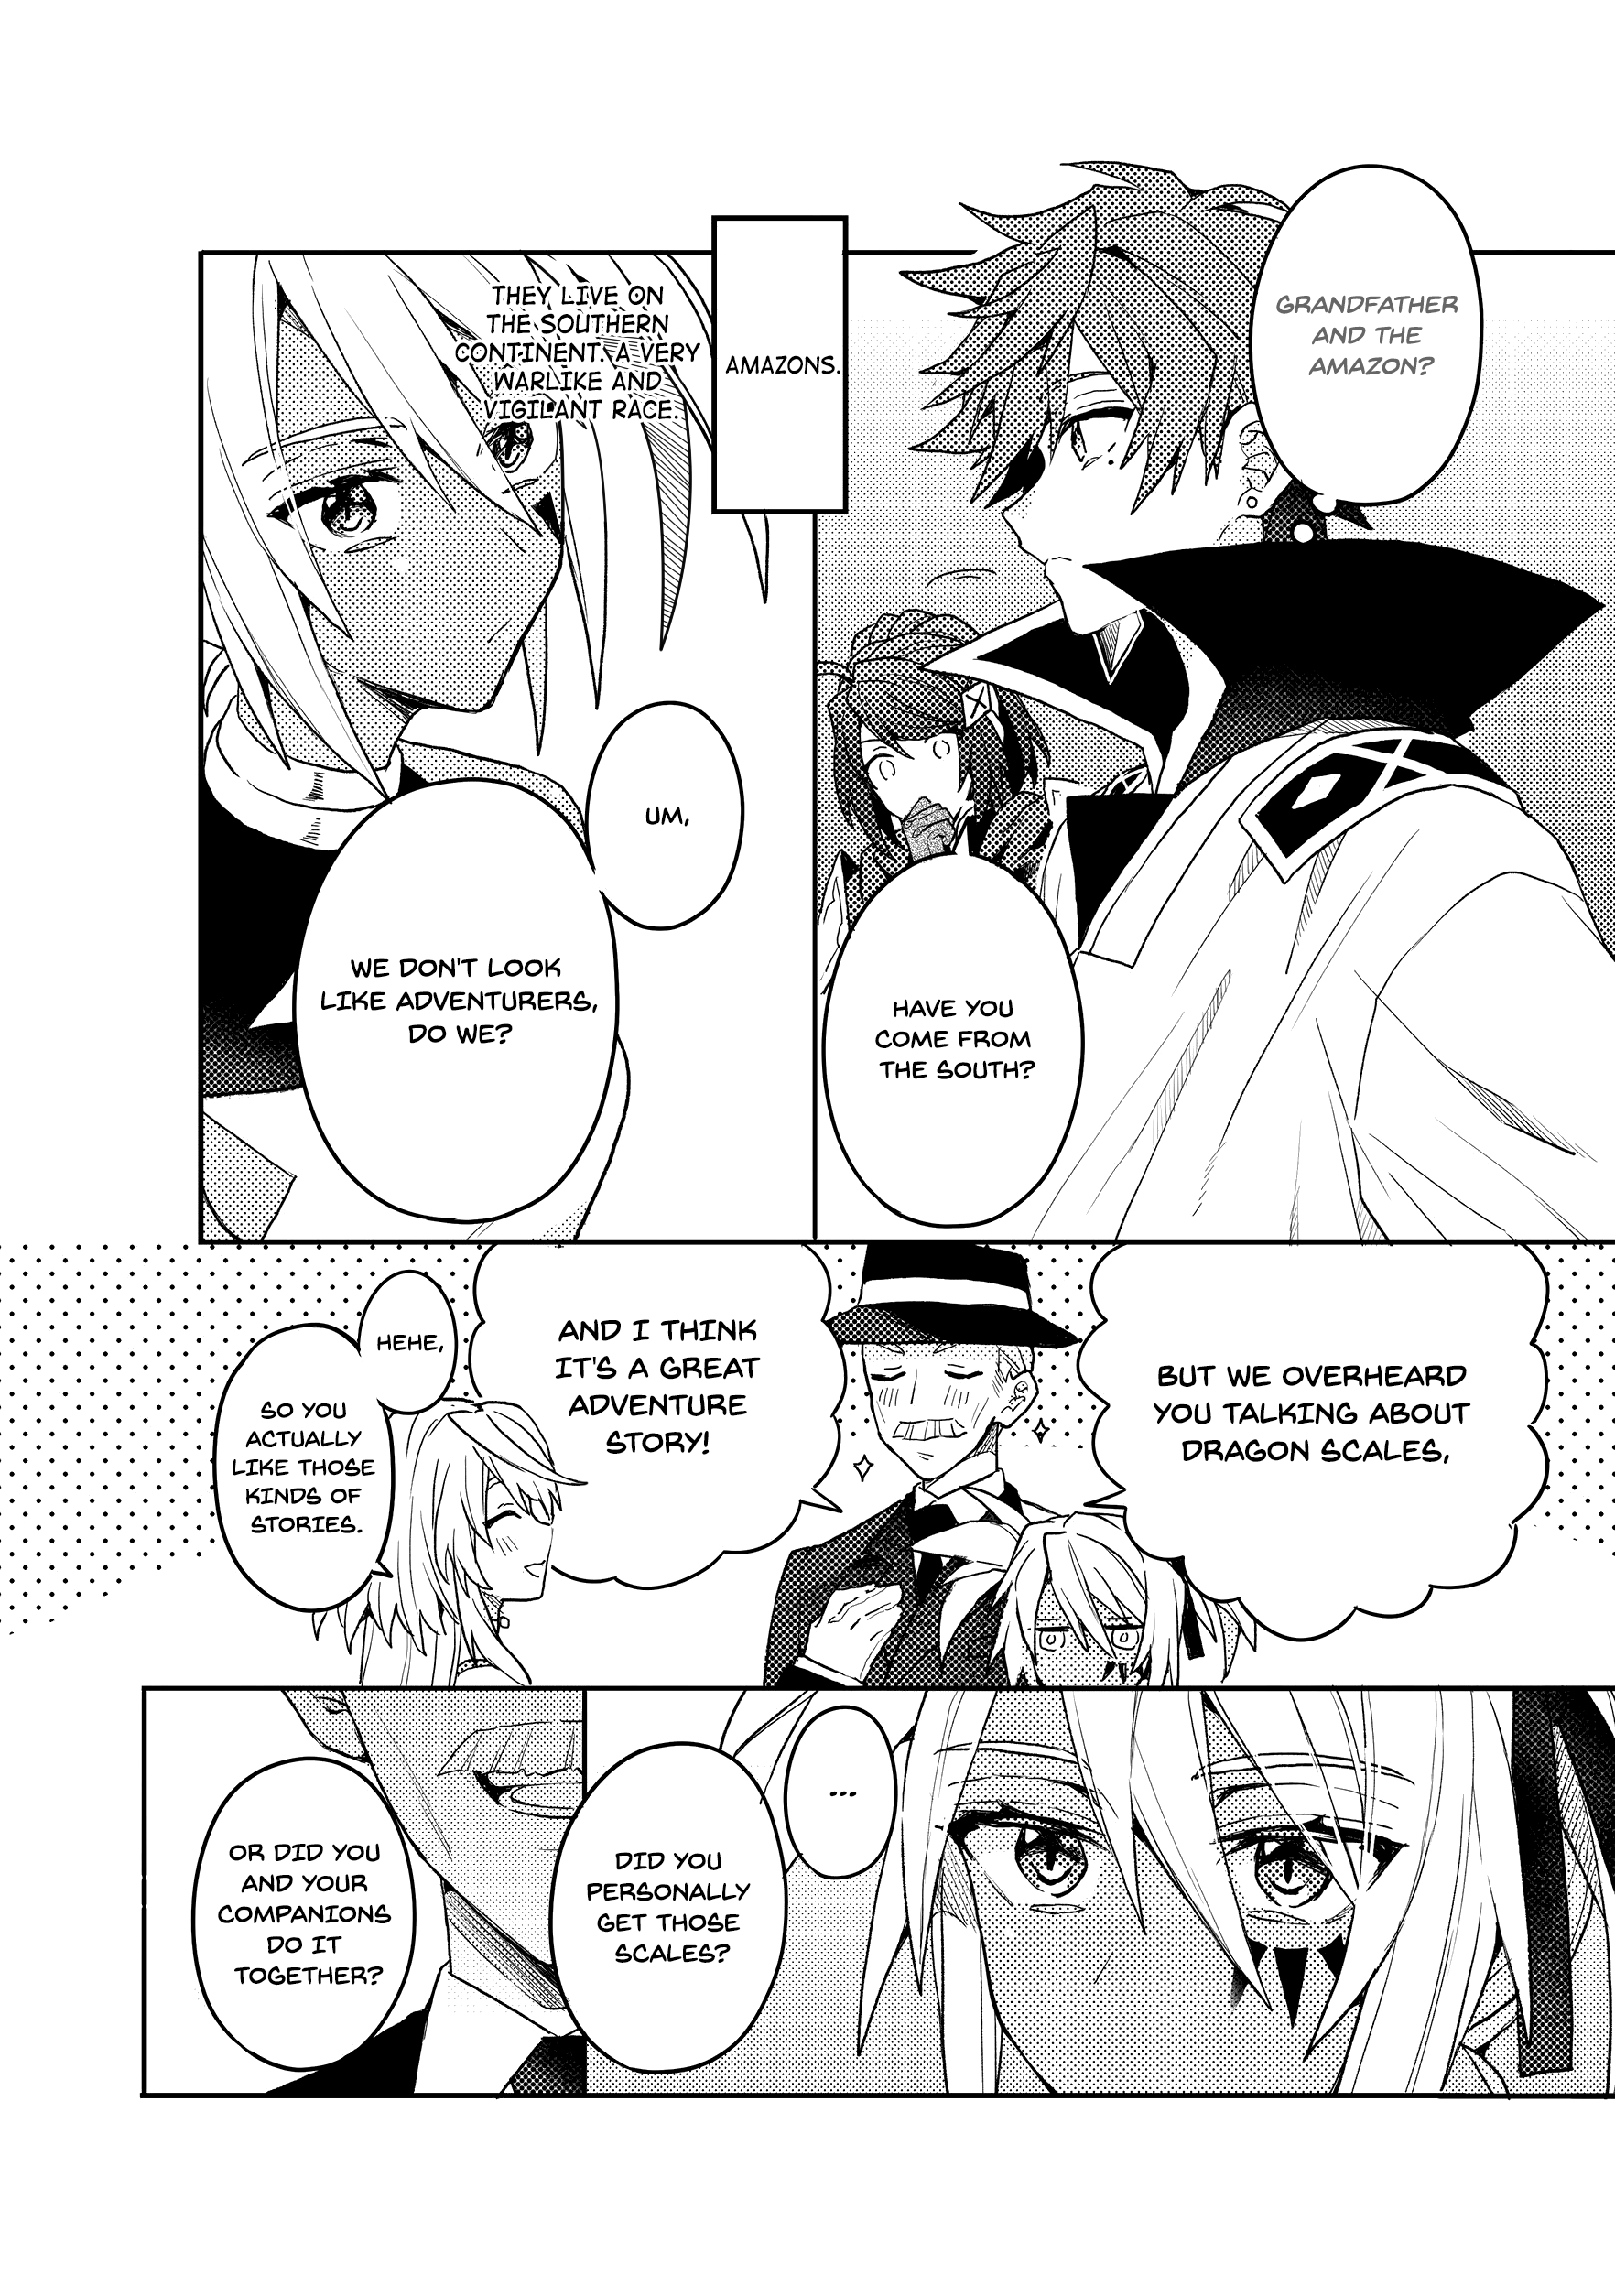 GRANDFATHER
AND THE
AMAZON?
HAVE YOU
COME FROM
THE SOUTH?
AMAZONS.
THEY LIVE ON
THE SOUTHERN
CONTINENT. A VERY
WARLIKE AND
VIGILANT RACE.
UM,
WE DON'T LOOK
LIKE ADVENTURERS,
DO WE?
BUT WE OVERHEARD
YOU TALKING ABOUT
DRAGON SCALES,
AND I THINK
IT'S A GREAT
ADVENTURE
STORY!
HEHE,
SO YOU
ACTUALLY
LIKE THOSE
KINDS OF
STORIES.
...
DID YOU
PERSONALLY
GET THOSE
SCALES?
OR DID YOU
AND YOUR
COMPANIONS
DO IT
TOGETHER?